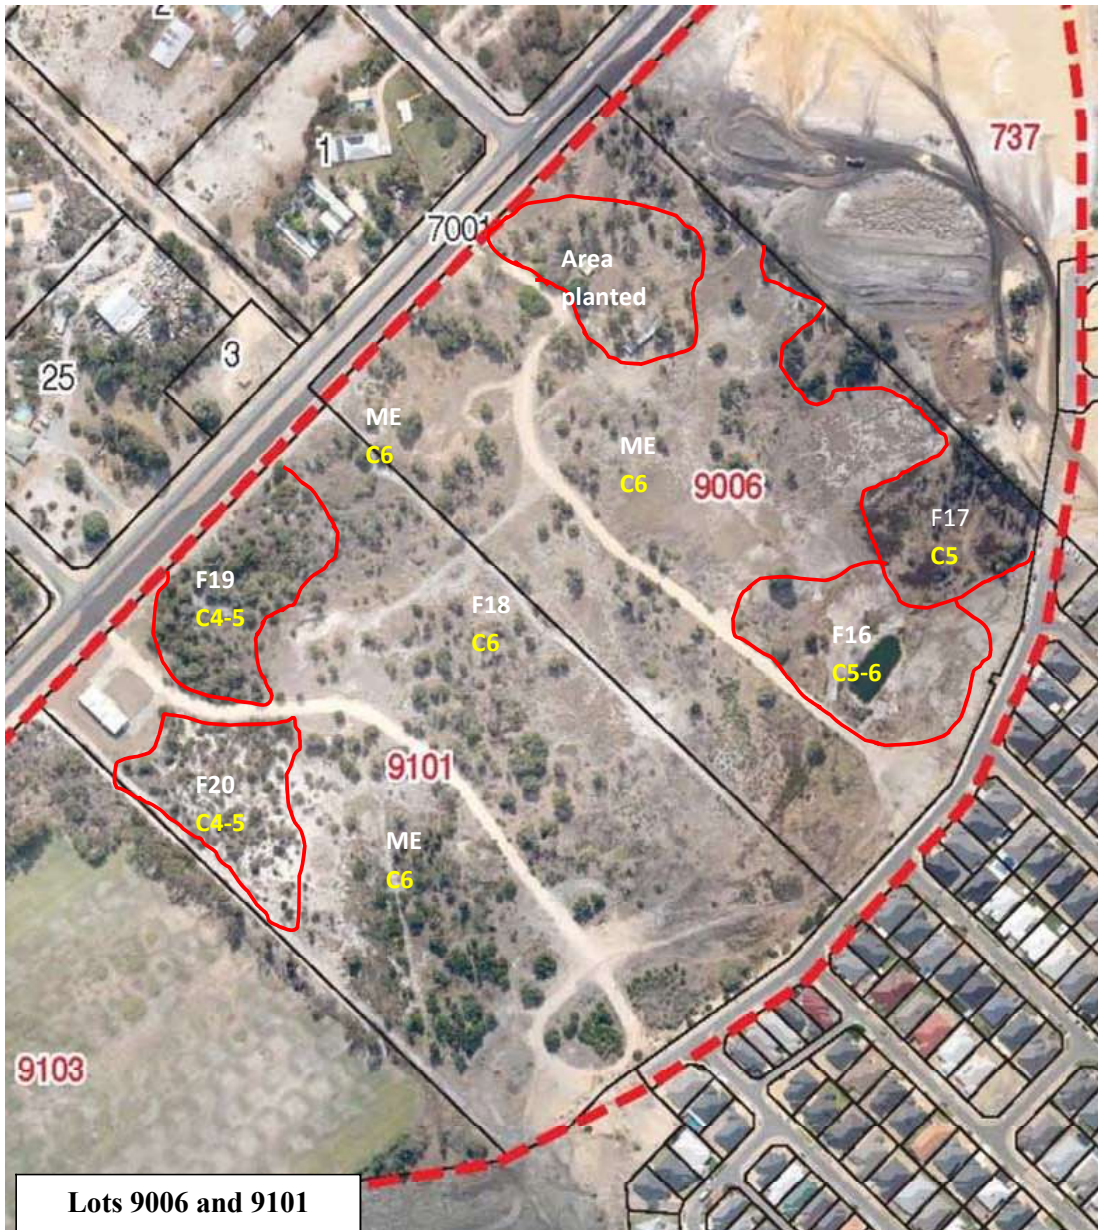 2
1
737
7001
Area
planted
3
25
ME
C6
ME
C6
9006
F17
C5
F19
C4-5
F18
C6
F16
C5-6
9101
F20
C4-5
ME
C6
9103
Lots 9006 and 9101